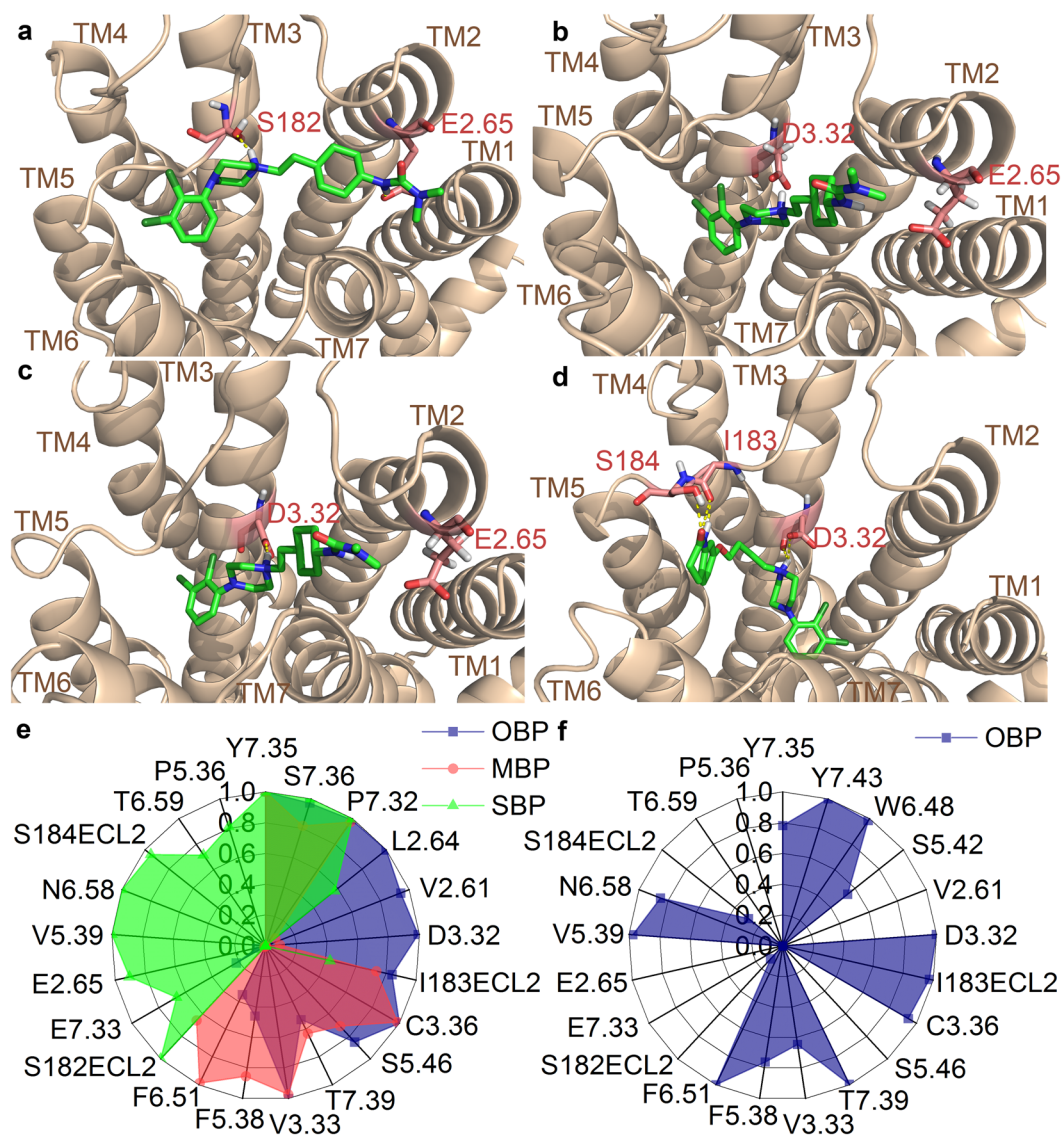 a
TM4
TM3
TM2
S182
E2.65
TM1
TM5
TM6
TM7
b
TM4
TM3
TM2
TM5
D3.32
E2.65
TM1
TM6
TM7
c
TM3
TM4
TM2
TM5
D3.32
E2.65
TM1
TM6
TM7
d
TM4
TM3
I183
TM2
S184
TM5
D3.32
TM1
TM6
TM7
e
OBP
MBP
SBP
Y7.35
S7.36
P7.32
L2.64
V2.61
D3.32
I183ECL2
C3.36
S5.46
T7.39
V3.33
F5.38
F6.51
S182ECL2
E7.33
E2.65
V5.39
N6.58
S184ECL2
T6.59
P5.36
1.0
0.8
0.6
0.4
0.2
0.0
f
OBP
Y7.35
Y7.43
W6.48
S5.42
V2.61
D3.32
I183ECL2
C3.36
S5.46
T7.39
V3.33
F5.38
F6.51
S182ECL2
E7.33
E2.65
V5.39
N6.58
S184ECL2
T6.59
P5.36
1.0
0.8
0.6
0.4
0.2
0.0